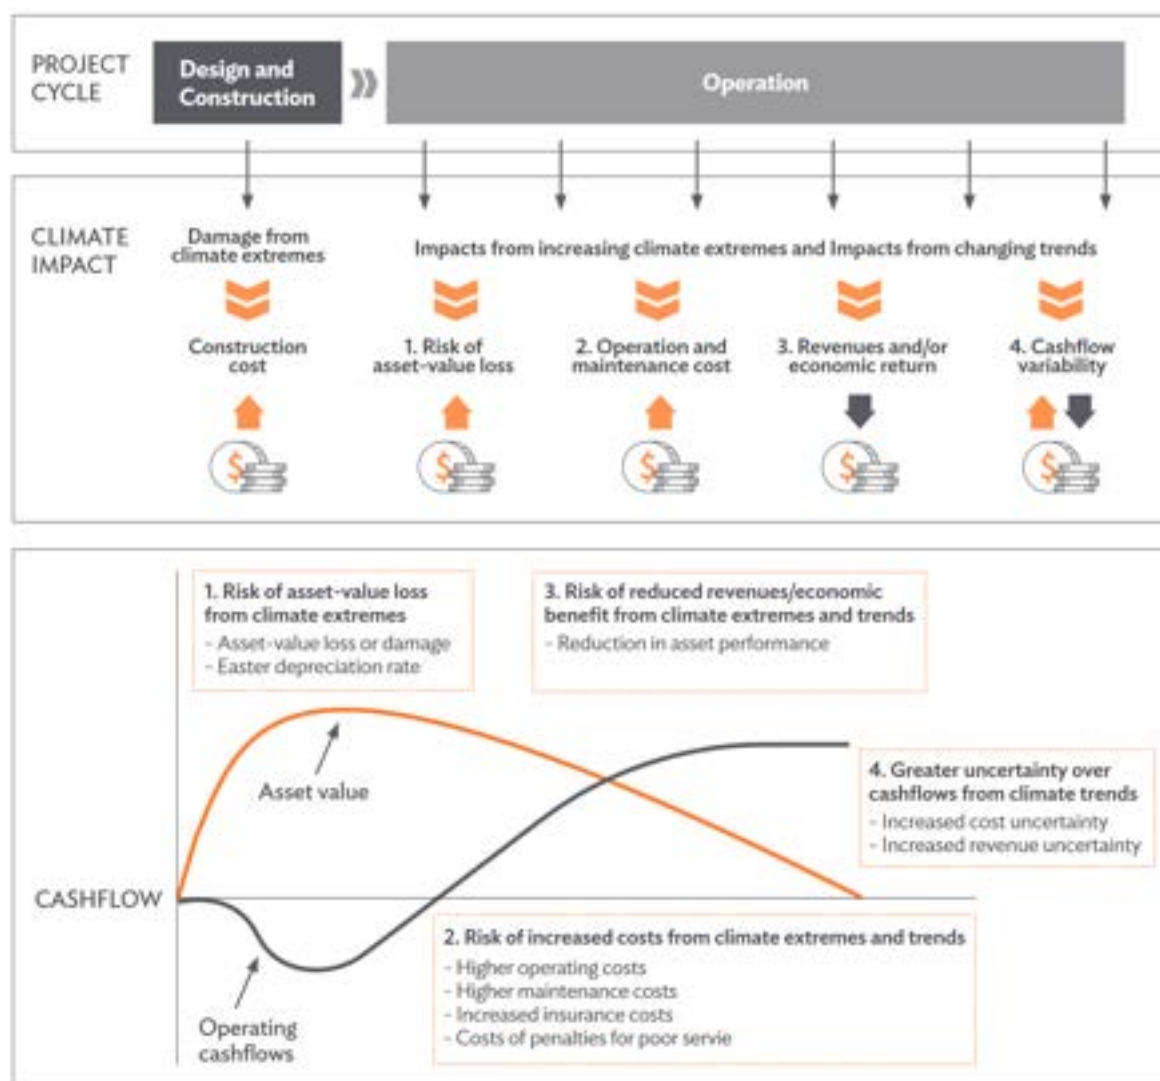 PROJECT
CYCLE
Design and
Construction
Operation
CLIMATE
IMPACT
Damage from
climate extremes
Impacts from increasing climate extremes and Impacts from changing trends
Construction
cost
1. Risk of
asset-value loss
2. Operation and
maintenance cost
3. Revenues and/or
economic return
4. Cashflow
variability
$
$
$
$
$
1. Risk of asset-value loss
from climate extremes
- Asset-value loss or damage
- Easter depreciation rate
3. Risk of reduced revenues/economic
benefit from climate extremes and trends
- Reduction in asset performance
Asset value
4. Greater uncertainty over
cashflows from climate trends
- Increased cost uncertainty
- Increased revenue uncertainty
CASHFLOW
2. Risk of increased costs from climate extremes and trends
- Higher operating costs
- Higher maintenance costs
- Increased insurance costs
- Costs of penalties for poor servie
Operating
cashflows